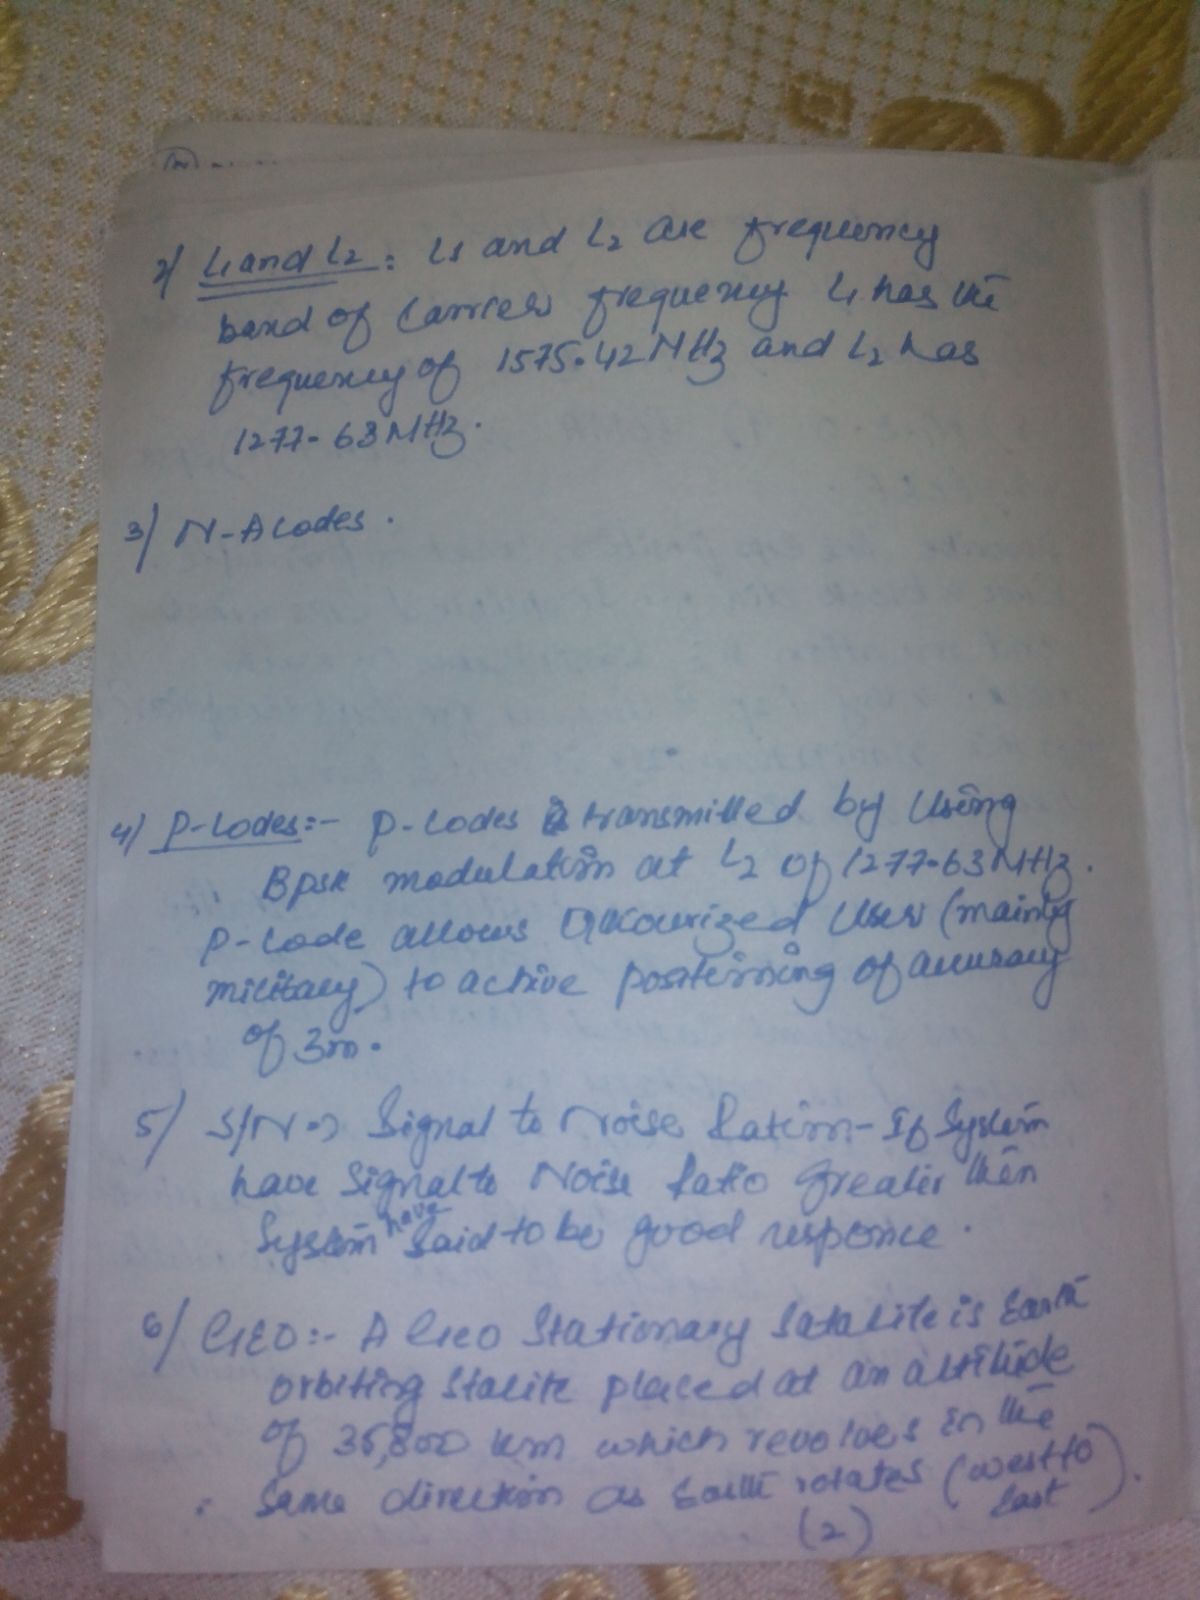 2/ L1 and L2 : L1 and L2 are frequency
band of Carrier frequency L1 has the
frequency of 1575.42 MHz and L2 has
1277.63 MHz.
3/ N-A Codes.
4/ P-Codes:- P-Codes is transmitted by Using
BPSK modulation at L2 of 1277.63 MHz.
P-Code allows User (mainly
military) to active of accuracy
of 3m.
5/ S/N => Signal to Noise Ration- If System
have Signal to Noise Ratio Greater then
System have Said to be good responce.
6/ GEO:- A Geo Stationary Satalite is Earth
orbiting Stalite placed at an altitude
of 35,800 km which revolves in the
Same direction as Earth rotates (west to
East).
(2)